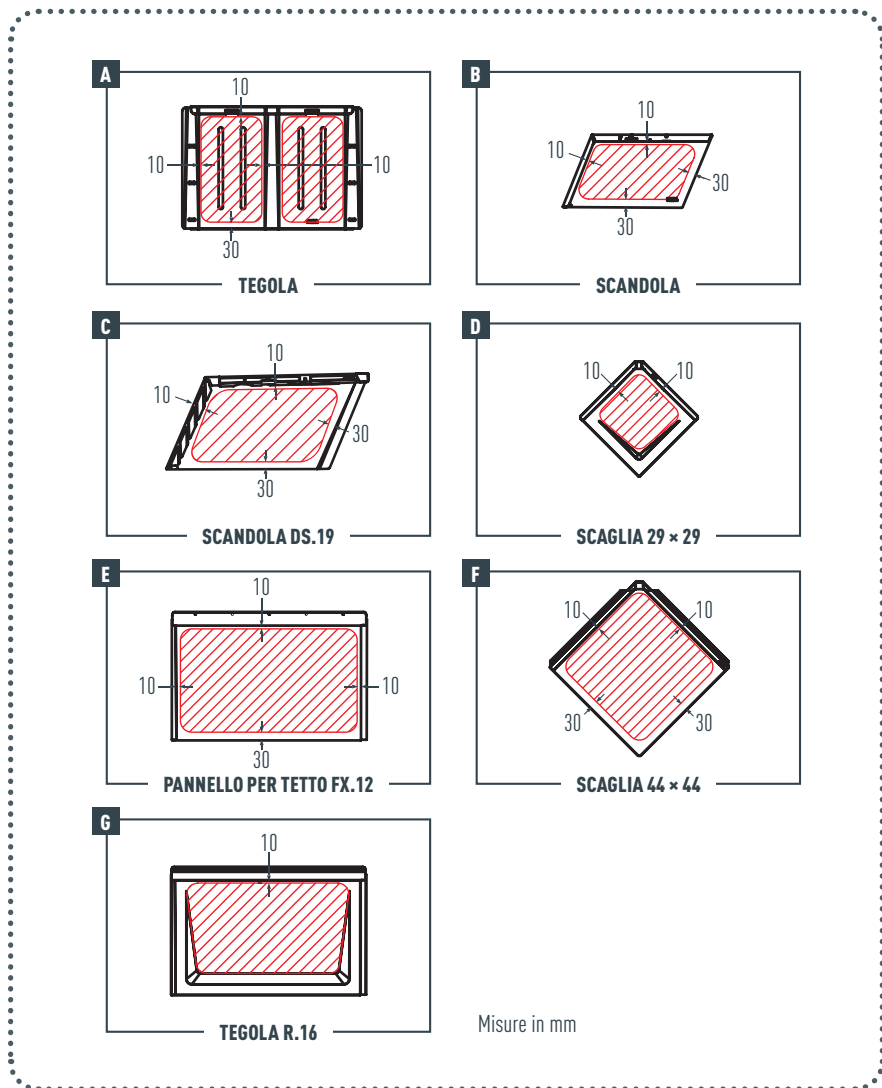 A
10
10
10
30
TEGOLA
B
10
10
30
30
SCANDOLA
C
10
10
30
30
SCANDOLA DS.19
D
10
10
SCAGLIA 29 × 29
E
10
10
10
30
PANNELLO PER TETTO FX.12
F
10
10
30
30
SCAGLIA 44 × 44
G
10
TEGOLA R.16
Misure in mm